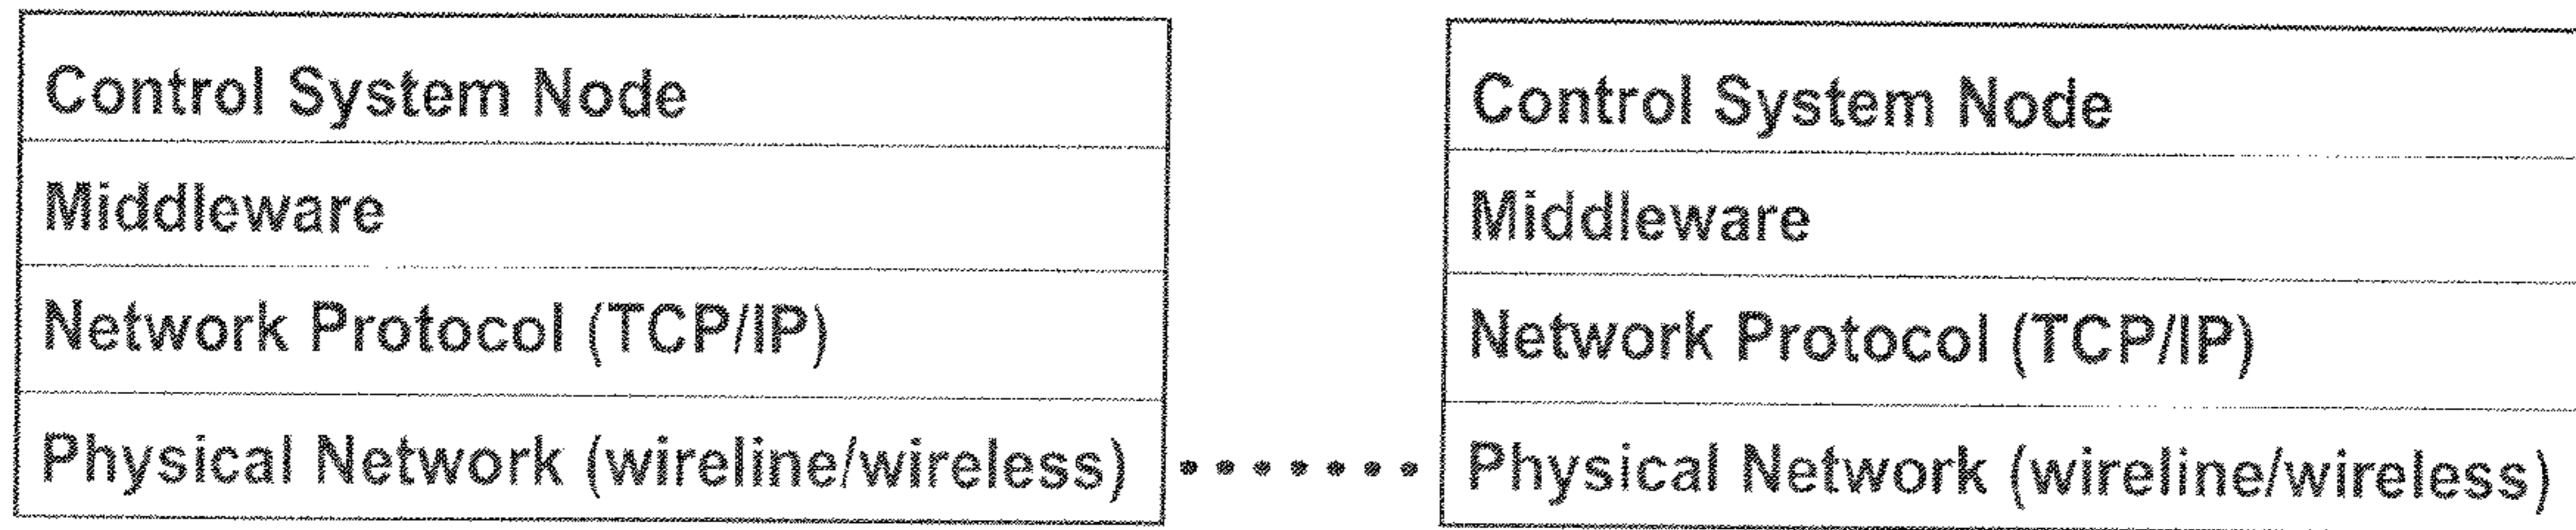 Control System Node
Middleware
Network Protocol (TCP/IP)
Physical Network (wireline/wireless)
Control System Node
Middleware
Network Protocol (TCP/IP)
Physical Network (wireline/wireless)